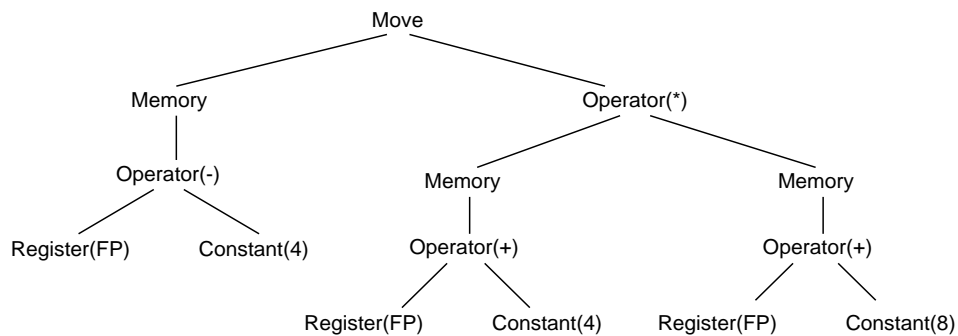 Move
Memory
Operator(*)
Operator(-)
Memory
Memory
Register(FP)
Constant(4)
Operator(+)
Operator(+)
Register(FP)
Constant(4)
Register(FP)
Constant(8)